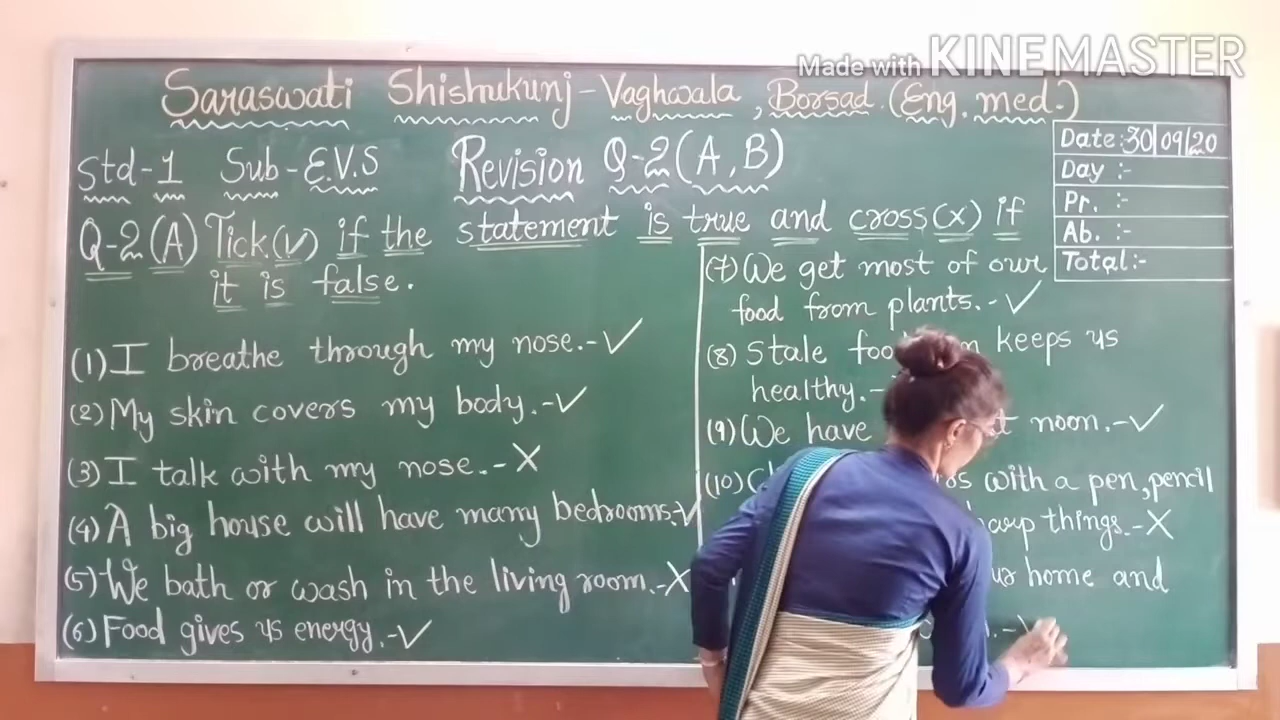 Made with KINEMASTER
Saraswati Shishukunj-Vaghwala, Borsad. (Eng. med.)
Date:30/09/20
Day :-
Pr. :-
Ab. :-
Total:-
Std-1 Sub-E.V.S Revision Q-2(A,B)
Q-2(A) Tick(✓) if the statement is true and cross(x) if
it is false.
(1) I breathe through my nose.-✓
(2) My skin covers my body.-✓
(3) I talk with my nose.-X
(4) A big house will have many bedrooms.-✓
(5) We bath or wash in the living room.-X
(6) Food gives us energy.-✓
(7) We get most of our
food from plants.-✓
(8) Stale keeps us
healthy.-
(9) We have noon.-✓
(10) with a pen, pencil
things.-X
home and